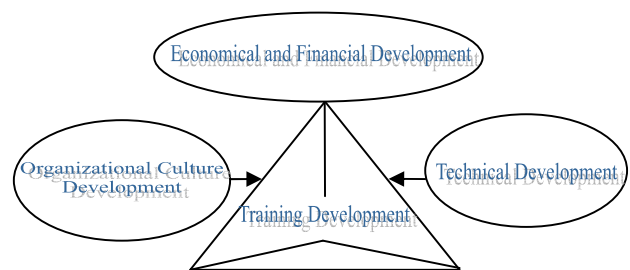 Economical and Financial Development
Organizational Culture
Development
Technical Development
Training Development